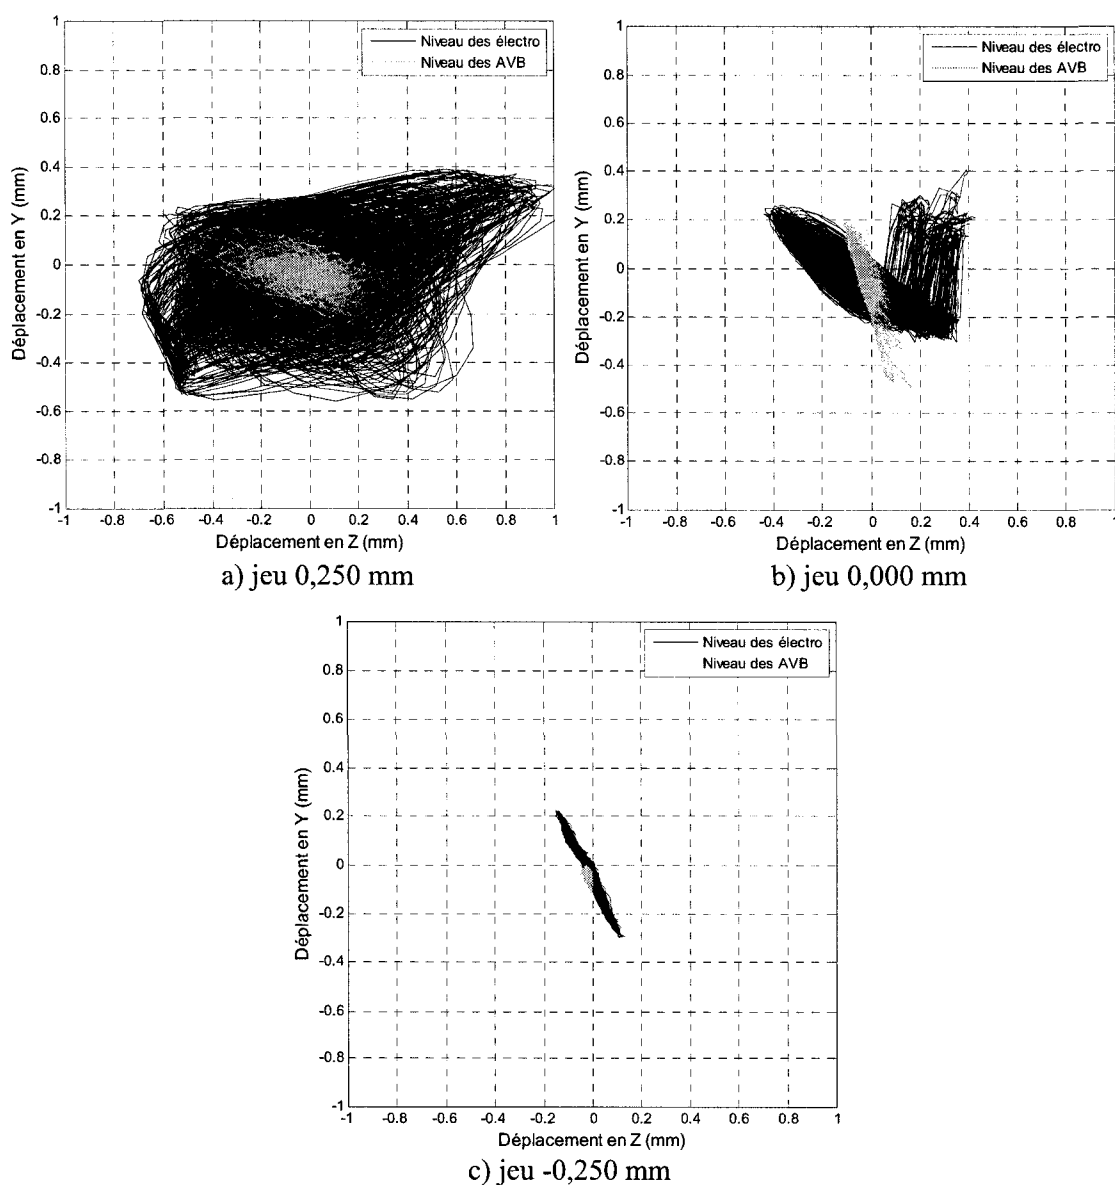 1
0.8
0.6
0.4
0.2
0
-0.2
-0.4
-0.6
-0.8
-1
Déplacement en Y (mm)
Niveau des électro
Niveau des AVB
-1 -0.8 -0.6 -0.4 -0.2 0 0.2 0.4 0.6 0.8 1
Déplacement en Z (mm)
a) jeu 0,250 mm
1
0.8
0.6
0.4
0.2
0
-0.2
-0.4
-0.6
-0.8
-1
Déplacement en Y (mm)
Niveau des électro
Niveau des AVB
-1 -0.8 -0.6 -0.4 -0.2 0 0.2 0.4 0.6 0.8 1
Déplacement en Z (mm)
b) jeu 0,000 mm
1
0.8
0.6
0.4
0.2
0
-0.2
-0.4
-0.6
-0.8
-1
Déplacement en Y (mm)
Niveau des électro
Niveau des AVB
-1 -0.8 -0.6 -0.4 -0.2 0 0.2 0.4 0.6 0.8 1
Déplacement en Z (mm)
c) jeu -0,250 mm